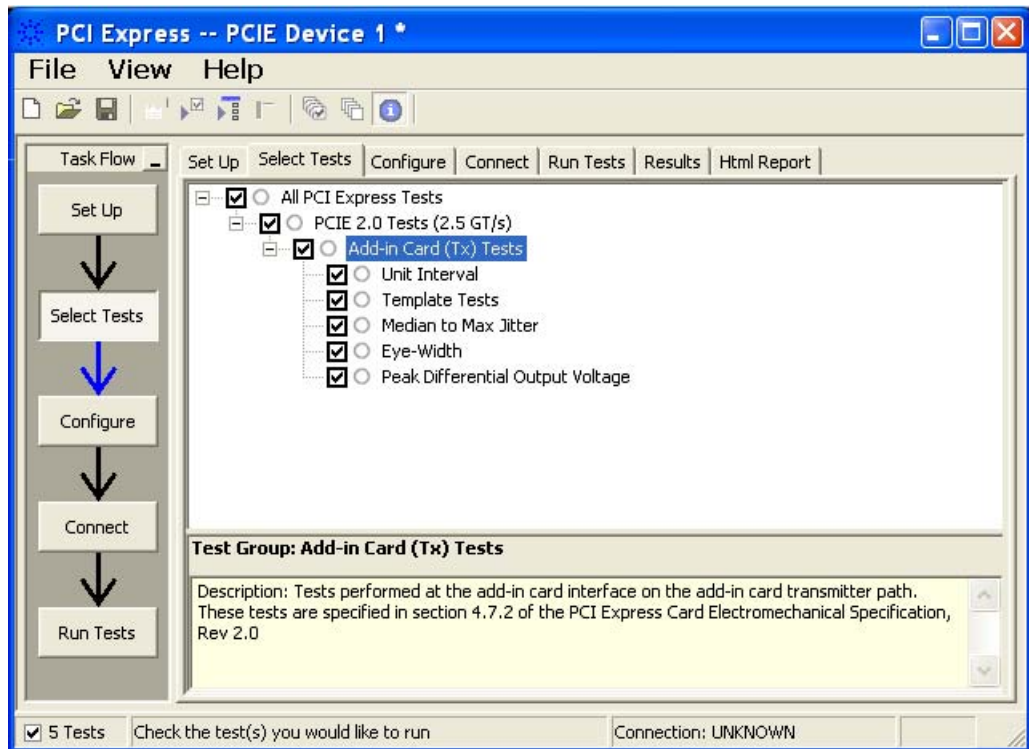 PCI Express -- PCIE Device 1 *
File View Help
Task Flow
Set Up Select Tests Configure Connect Run Tests Results Html Report
Set Up
Select Tests
Configure
Connect
Run Tests
All PCI Express Tests
PCIE 2.0 Tests (2.5 GT/s)
Add-in Card (Tx) Tests
Unit Interval
Template Tests
Median to Max Jitter
Eye-Width
Peak Differential Output Voltage
Test Group: Add-in Card (Tx) Tests
Description: Tests performed at the add-in card interface on the add-in card transmitter path.
These tests are specified in section 4.7.2 of the PCI Express Card Electromechanical Specification,
Rev 2.0
5 Tests Check the test(s) you would like to run Connection: UNKNOWN